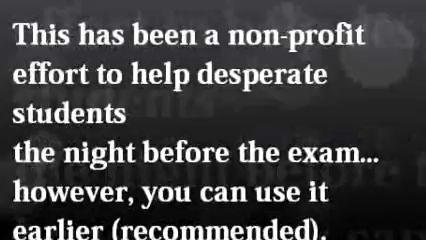 This has been a non-profit
effort to help desperate
students
the night before the exam...
however, you can use it
earlier (recommended).